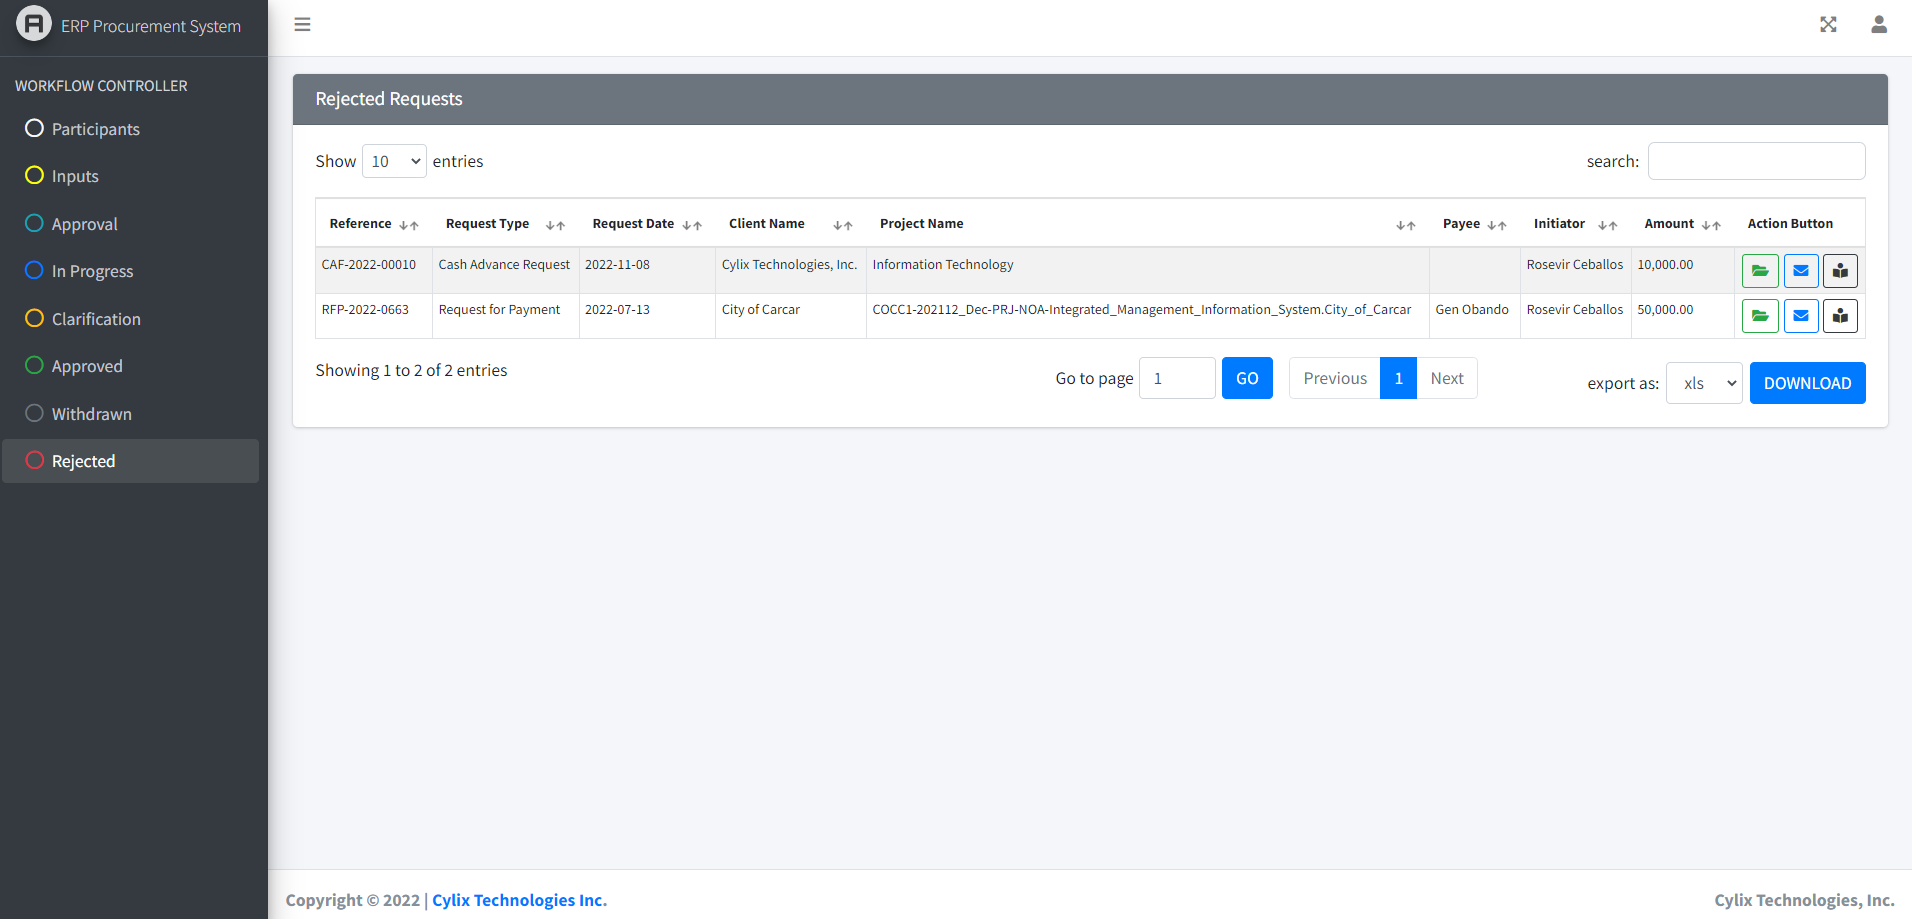 ERP Procurement System
WORKFLOW CONTROLLER
Participants
Inputs
Approval
In Progress
Clarification
Approved
Withdrawn
Rejected
Rejected Requests
Show 10 entries
search:
Reference Request Type Request Date Client Name Project Name Payee Initiator Amount Action Button
CAF-2022-00010 Cash Advance Request 2022-11-08 Cylix Technologies, Inc. Information Technology Rosevir Ceballos 10,000.00
RFP-2022-0663 Request for Payment 2022-07-13 City of Carcar COCC1-202112_Dec-PRJ-NOA-Integrated_Management_Information_System.City_of_Carcar Gen Obando Rosevir Ceballos 50,000.00
Showing 1 to 2 of 2 entries
Go to page 1 GO Previous 1 Next
export as: xls DOWNLOAD
Copyright © 2022 | Cylix Technologies Inc.
Cylix Technologies, Inc.